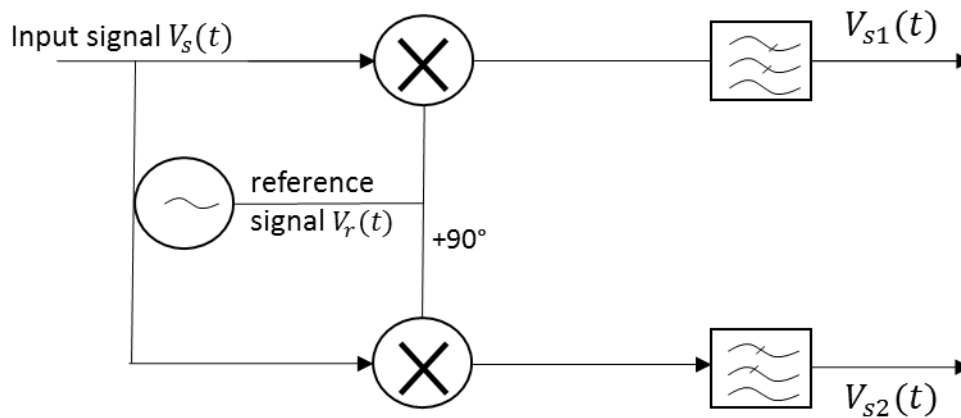 Input signal V_s(t)
V_{s1}(t)
reference
signal V_r(t)
+90°
V_{s2}(t)